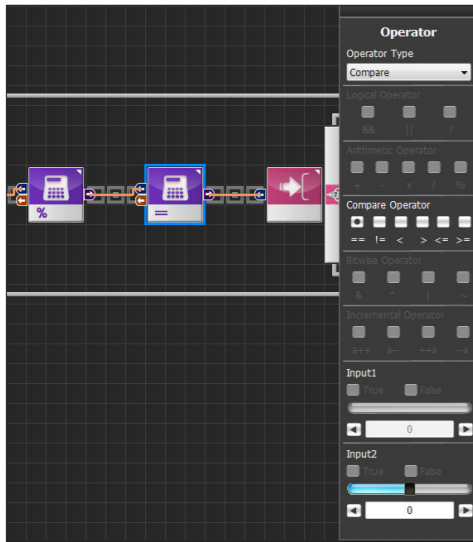 Operator
Operator Type
Compare
Logical Operator
&& || !
Arithmetic Operator
+ - x / %
Compare Operator
== != < > <= >=
Bitwise Operator
& ^ | ~
Incremental Operator
Input1
True False
0
Input2
True False
0
%
==